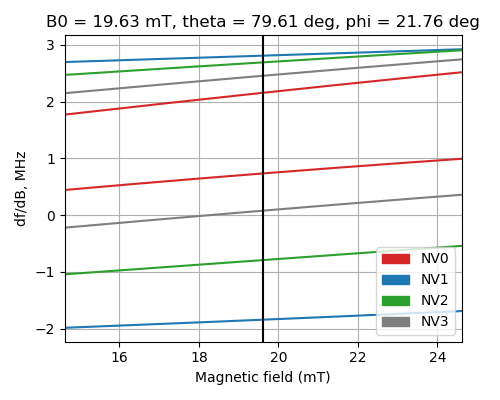 B0 = 19.63 mT, theta = 79.61 deg, phi = 21.76 deg
3
2
1
0
−1
−2
df/dB, MHz
NV0
NV1
NV2
NV3
16
18
20
22
24
Magnetic field (mT)